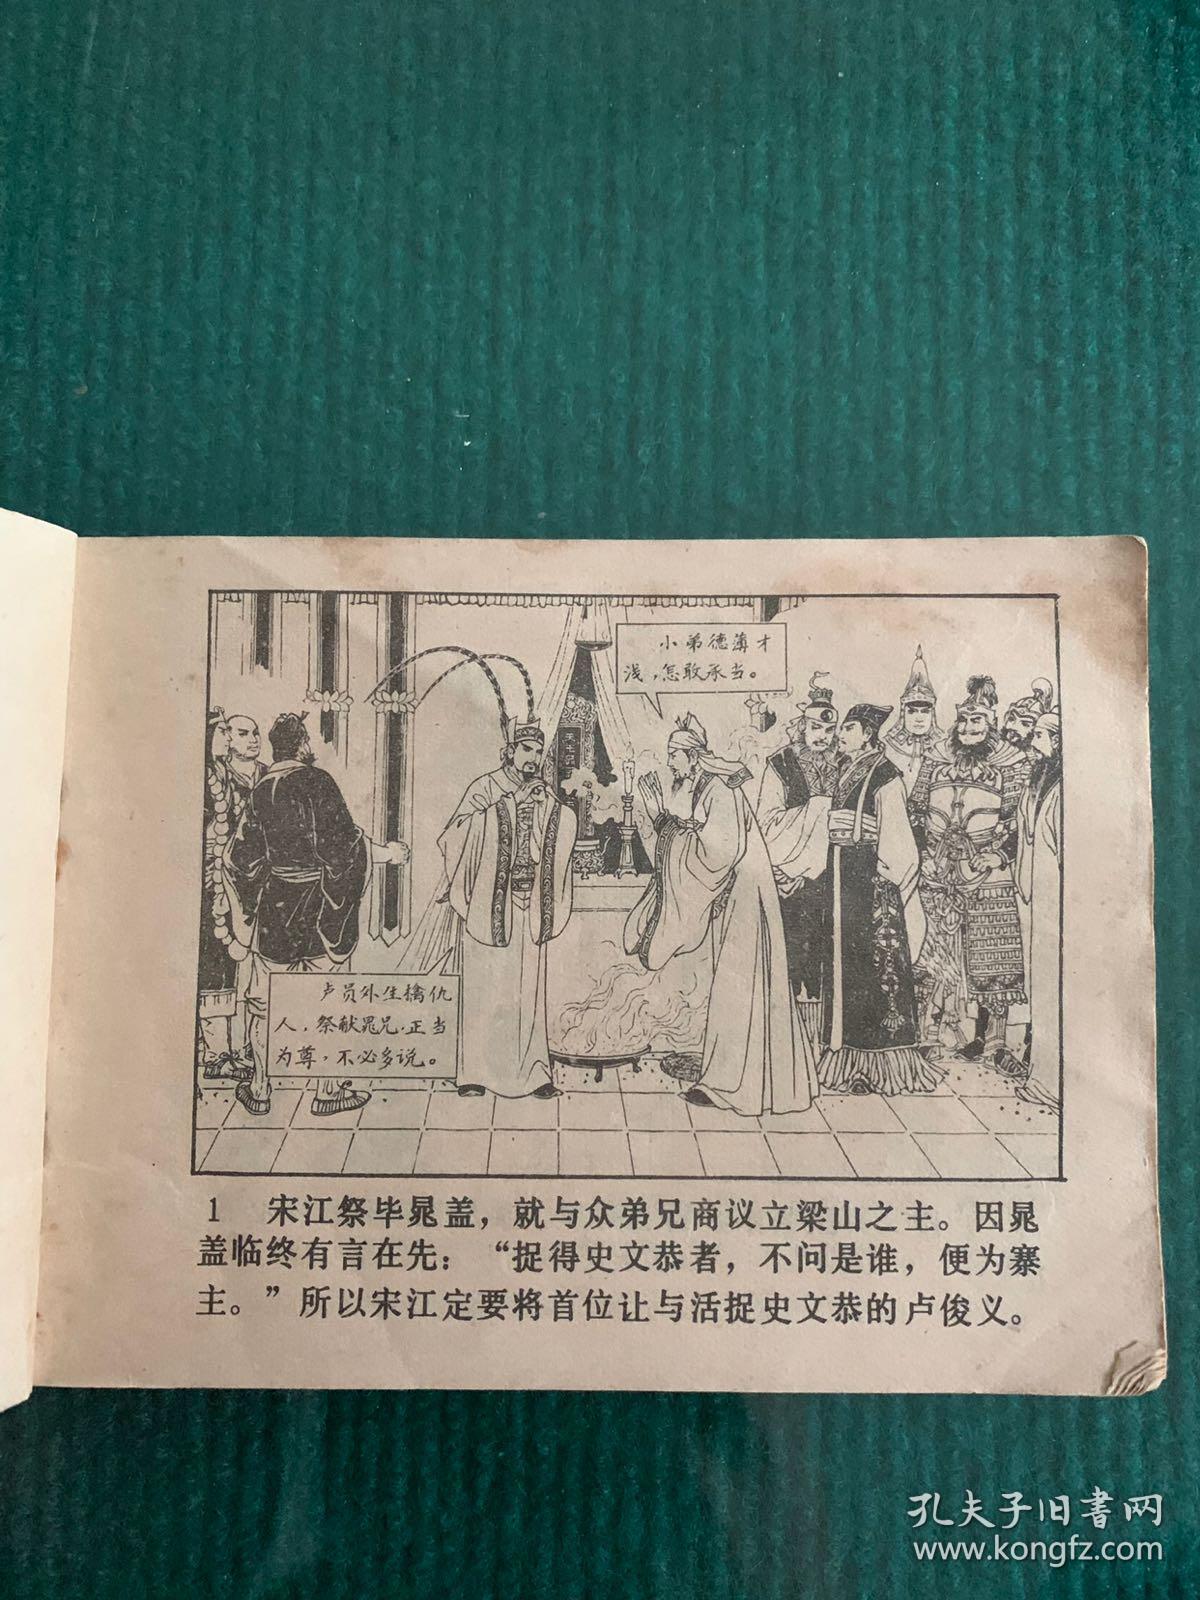 小弟德薄才
浅，怎敢承当。
卢员外生擒仇
人，祭献晁兄，正当
为尊，不必多说。
1 宋江祭毕晁盖，就与众弟兄商议立梁山之主。因晁
盖临终有言在先：“捉得史文恭者，不问是谁，便为寨
主。”所以宋江定要将首位让与活捉史文恭的卢俊义。
孔夫子旧书网
www.kongfz.com